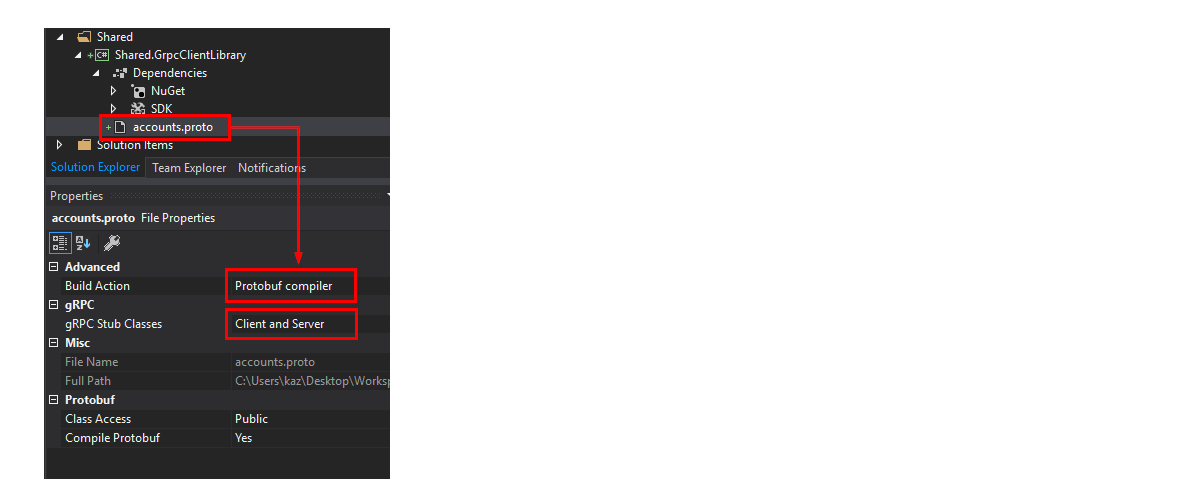 Shared
+ C# Shared.GrpcClientLibrary
Dependencies
NuGet
SDK
+ accounts.proto
Solution Items
Solution Explorer Team Explorer Notifications
Properties
accounts.proto File Properties
Advanced
Build Action Protobuf compiler
gRPC
gRPC Stub Classes Client and Server
Misc
File Name accounts.proto
Full Path C:\Users\kaz\Desktop\Worksp
Protobuf
Class Access Public
Compile Protobuf Yes